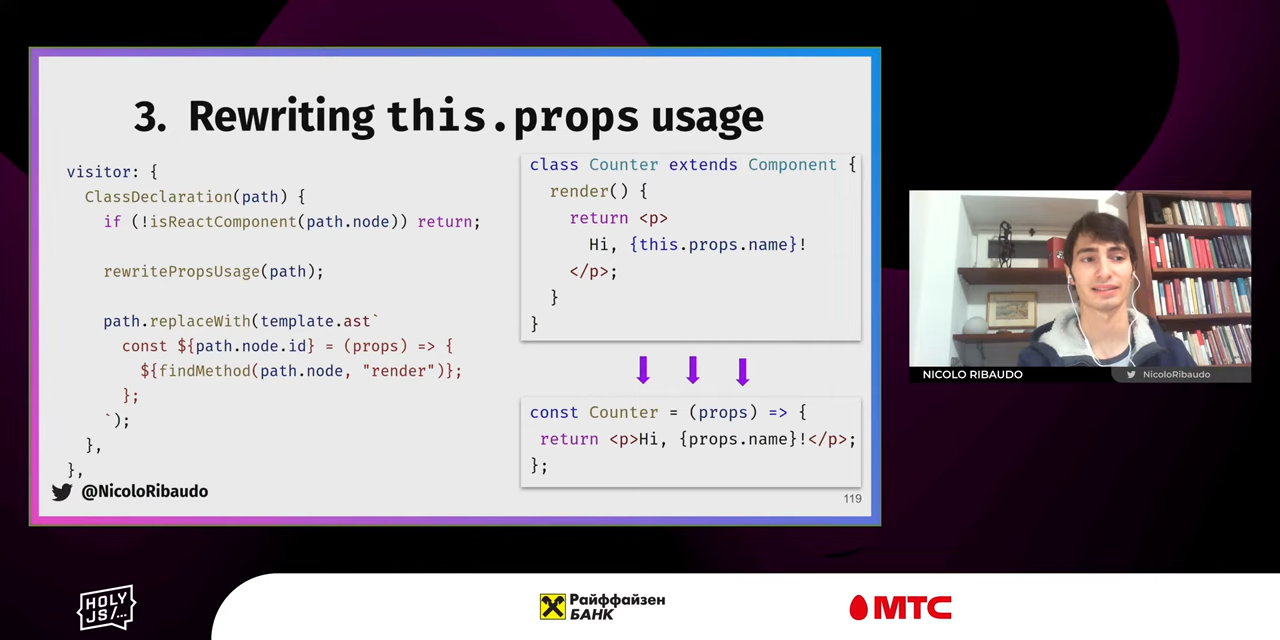 3. Rewriting this.props usage
visitor: {
ClassDeclaration(path) {
if (!isReactComponent(path.node)) return;
rewritePropsUsage(path);
path.replaceWith(template.ast`
const ${path.node.id} = (props) => {
${findMethod(path.node, "render")};
};
`);
},
},
@NicoloRibaudo
class Counter extends Component {
render() {
return <p>
Hi, {this.props.name}!
</p>;
}
}
const Counter = (props) => {
return <p>Hi, {props.name}!</p>;
};
119
NICOLO RIBAUDO
NicoloRibaudo
HOLY
JS/...
Райффайзен
БАНК
МТС